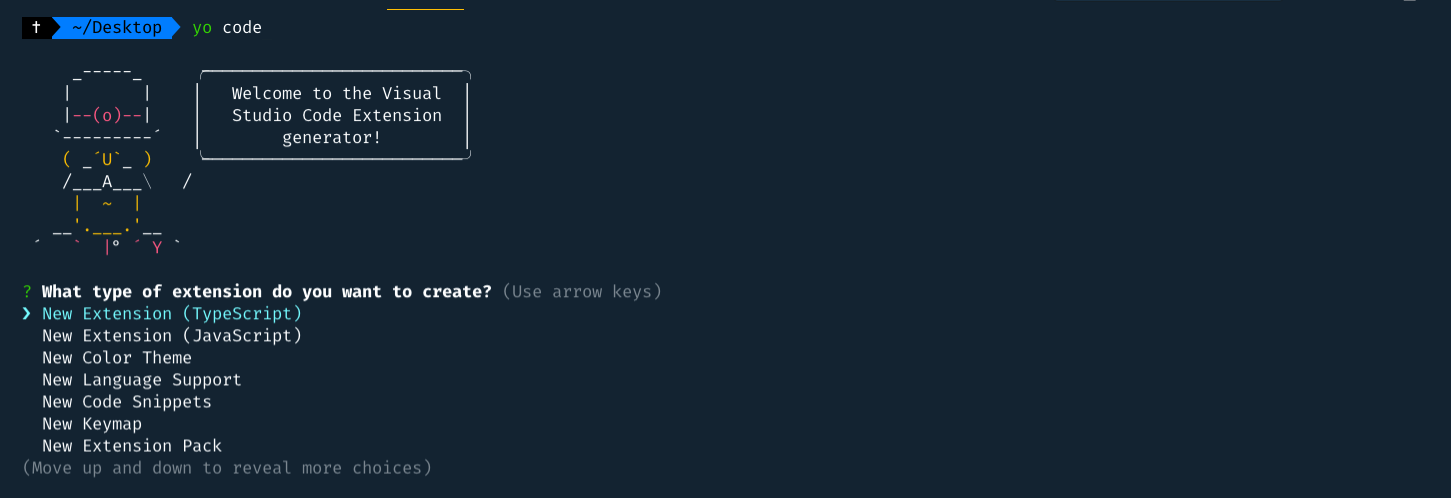 ✝ ~/Desktop yo code
     _-----_     ╭──────────────────────────╮
    |       |    │   Welcome to the Visual  │
    |--(o)--|    │   Studio Code Extension  │
   `---------´   │        generator!        │
    ( _´U`_ )    ╰──────────────────────────╯
    /___A___\   /
     |  ~  |
   __'.___.'__
 ´   `  |° ´ Y `
? What type of extension do you want to create? (Use arrow keys)
❯ New Extension (TypeScript)
  New Extension (JavaScript)
  New Color Theme
  New Language Support
  New Code Snippets
  New Keymap
  New Extension Pack
(Move up and down to reveal more choices)